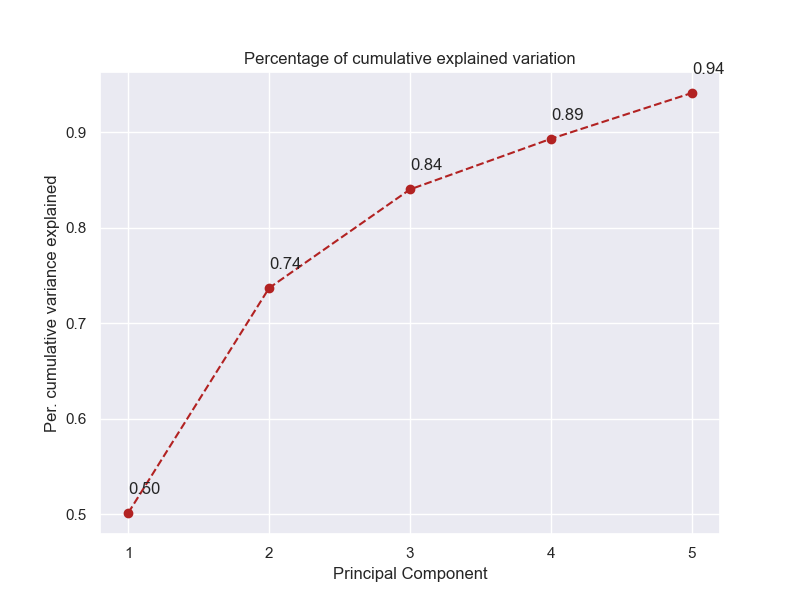 Percentage of cumulative explained variation
Per. cumulative variance explained
0.9
0.8
0.7
0.6
0.5
0.50
0.74
0.84
0.89
0.94
1 2 3 4 5
Principal Component